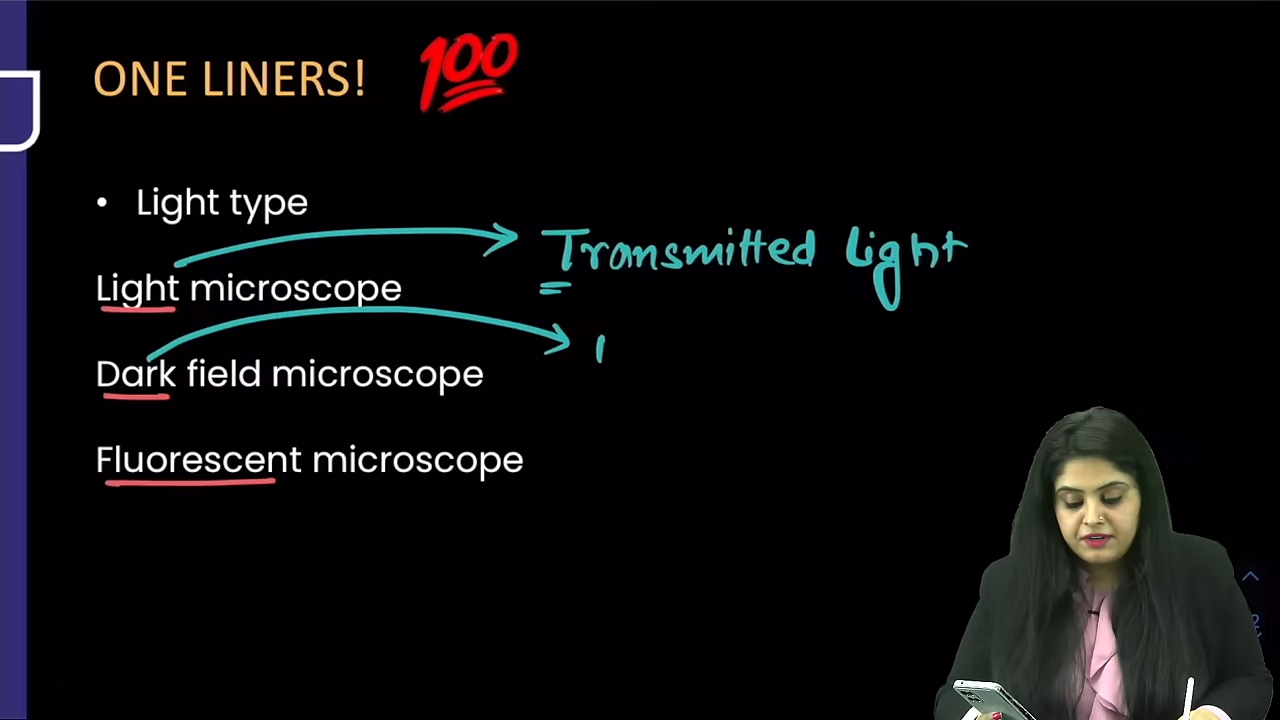 ONE LINERS! 100
• Light type
Transmitted Light
Light microscope
Dark field microscope
Fluorescent microscope